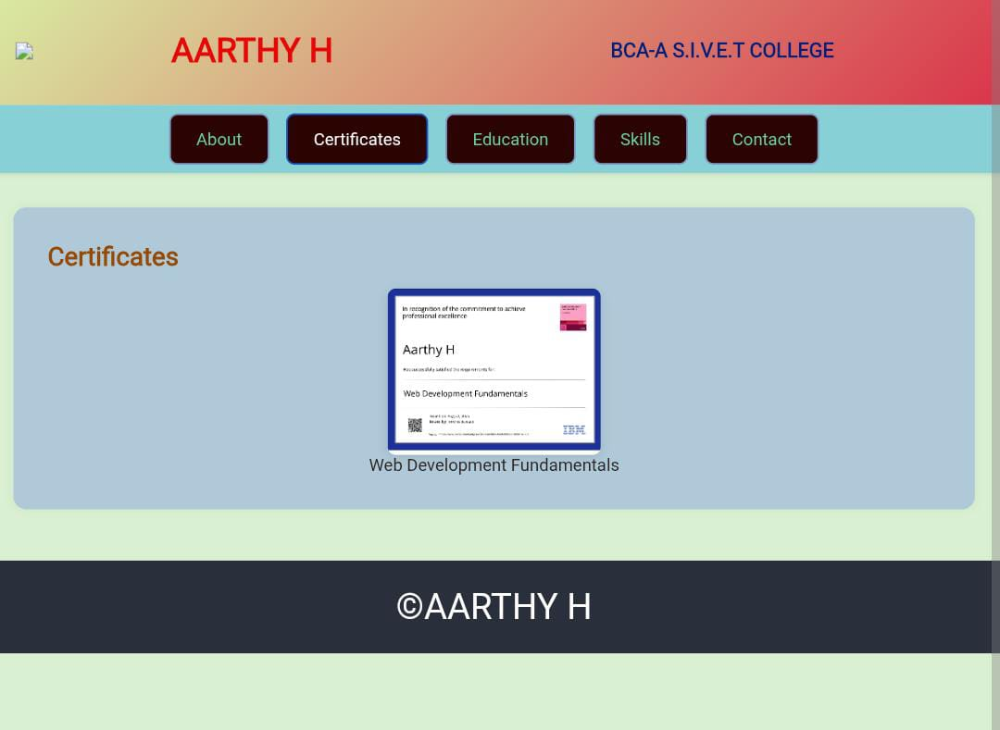 AARTHY H
BCA-A S.I.V.E.T COLLEGE
About
Certificates
Education
Skills
Contact
Certificates
In recognition of the commitment to achieve
professional excellence
Aarthy H
Has successfully satisfied the requirements for:
Web Development Fundamentals
IBM
Web Development Fundamentals
©AARTHY H